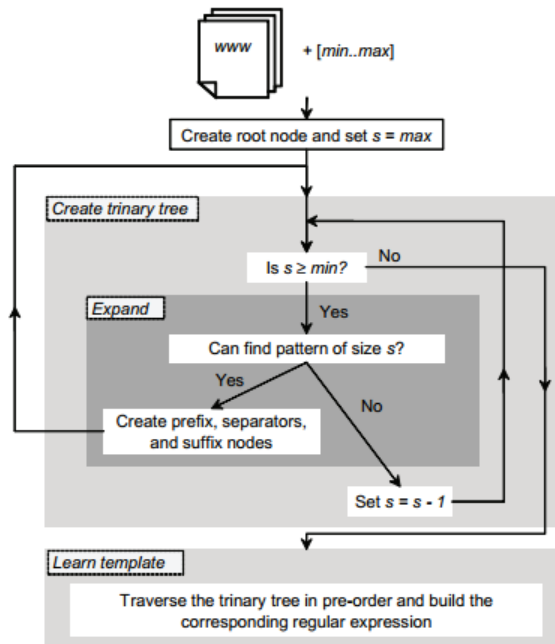 www
+ [min..max]
Create root node and set s = max
Create trinary tree
Is s ≥ min?
No
Expand
Yes
Can find pattern of size s?
Yes
No
Create prefix, separators,
and suffix nodes
Set s = s - 1
Learn template
Traverse the trinary tree in pre-order and build the
corresponding regular expression